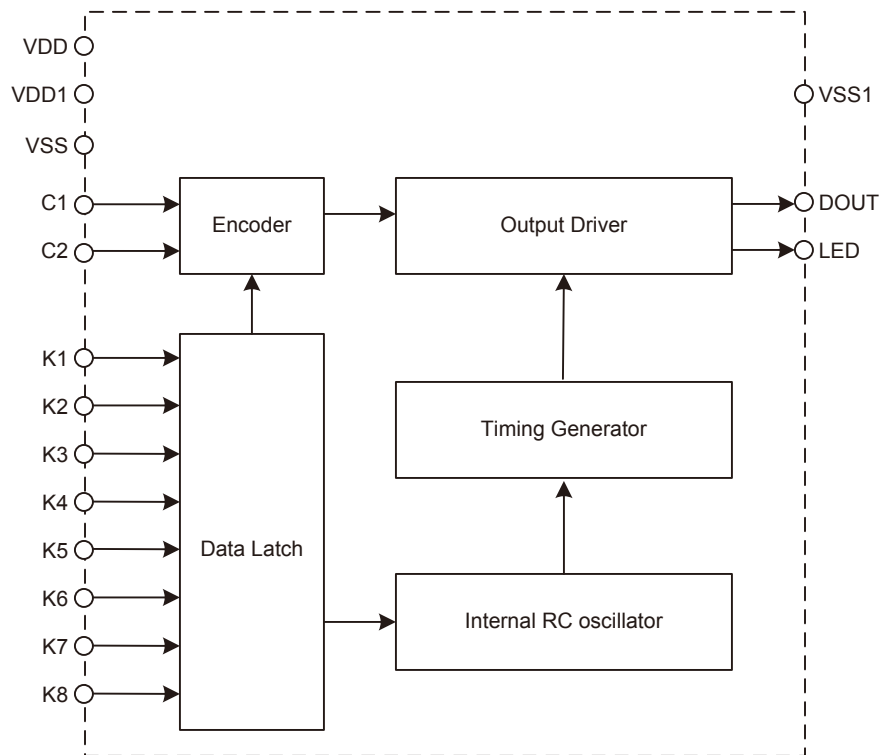 VDD
VDD1
VSS1
VSS
C1
Encoder
Output Driver
DOUT
C2
LED
K1
K2
Timing Generator
K3
K4
K5
Data Latch
K6
Internal RC oscillator
K7
K8